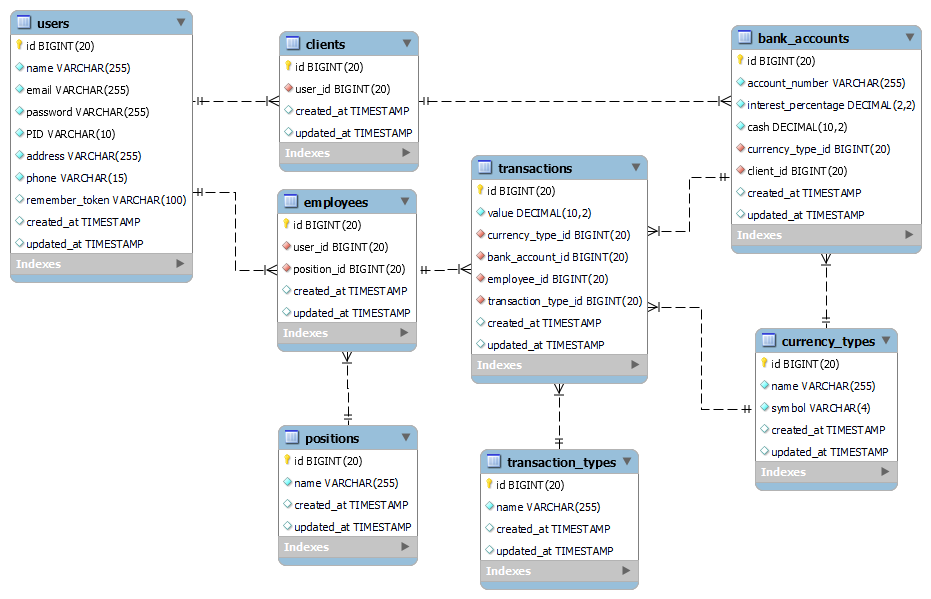 users
id BIGINT(20)
name VARCHAR(255)
email VARCHAR(255)
password VARCHAR(255)
PID VARCHAR(10)
address VARCHAR(255)
phone VARCHAR(15)
remember_token VARCHAR(100)
created_at TIMESTAMP
updated_at TIMESTAMP
Indexes
clients
id BIGINT(20)
user_id BIGINT(20)
created_at TIMESTAMP
updated_at TIMESTAMP
Indexes
employees
id BIGINT(20)
user_id BIGINT(20)
position_id BIGINT(20)
created_at TIMESTAMP
updated_at TIMESTAMP
Indexes
positions
id BIGINT(20)
name VARCHAR(255)
created_at TIMESTAMP
updated_at TIMESTAMP
Indexes
transactions
id BIGINT(20)
value DECIMAL(10,2)
currency_type_id BIGINT(20)
bank_account_id BIGINT(20)
employee_id BIGINT(20)
transaction_type_id BIGINT(20)
created_at TIMESTAMP
updated_at TIMESTAMP
Indexes
transaction_types
id BIGINT(20)
name VARCHAR(255)
created_at TIMESTAMP
updated_at TIMESTAMP
Indexes
bank_accounts
id BIGINT(20)
account_number VARCHAR(255)
interest_percentage DECIMAL(2,2)
cash DECIMAL(10,2)
currency_type_id BIGINT(20)
client_id BIGINT(20)
created_at TIMESTAMP
updated_at TIMESTAMP
Indexes
currency_types
id BIGINT(20)
name VARCHAR(255)
symbol VARCHAR(4)
created_at TIMESTAMP
updated_at TIMESTAMP
Indexes